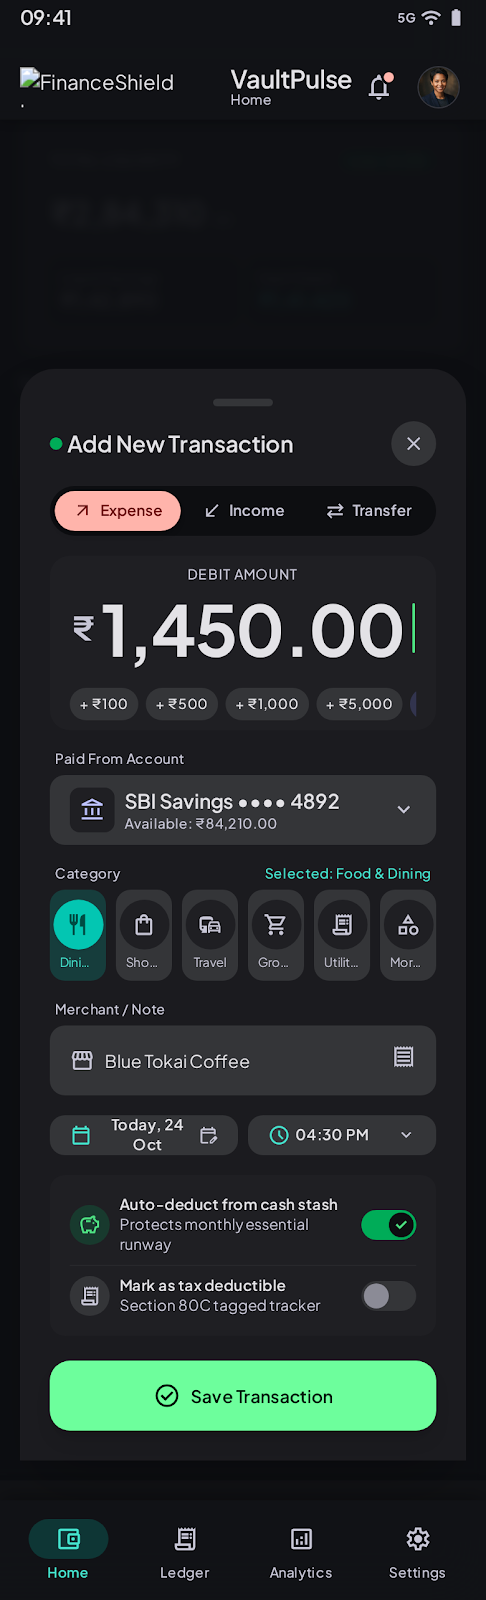 09:41
5G
FinanceShield
.
VaultPulse
Home
Add New Transaction
Expense
Income
Transfer
DEBIT AMOUNT
₹1,450.00
+ ₹100
+ ₹500
+ ₹1,000
+ ₹5,000
Paid From Account
SBI Savings •••• 4892
Available: ₹84,210.00
Category
Selected: Food & Dining
Dini...
Sho...
Travel
Gro...
Utilit...
Mor...
Merchant / Note
Blue Tokai Coffee
Today, 24
Oct
04:30 PM
Auto-deduct from cash stash
Protects monthly essential
runway
Mark as tax deductible
Section 80C tagged tracker
Save Transaction
Home
Ledger
Analytics
Settings